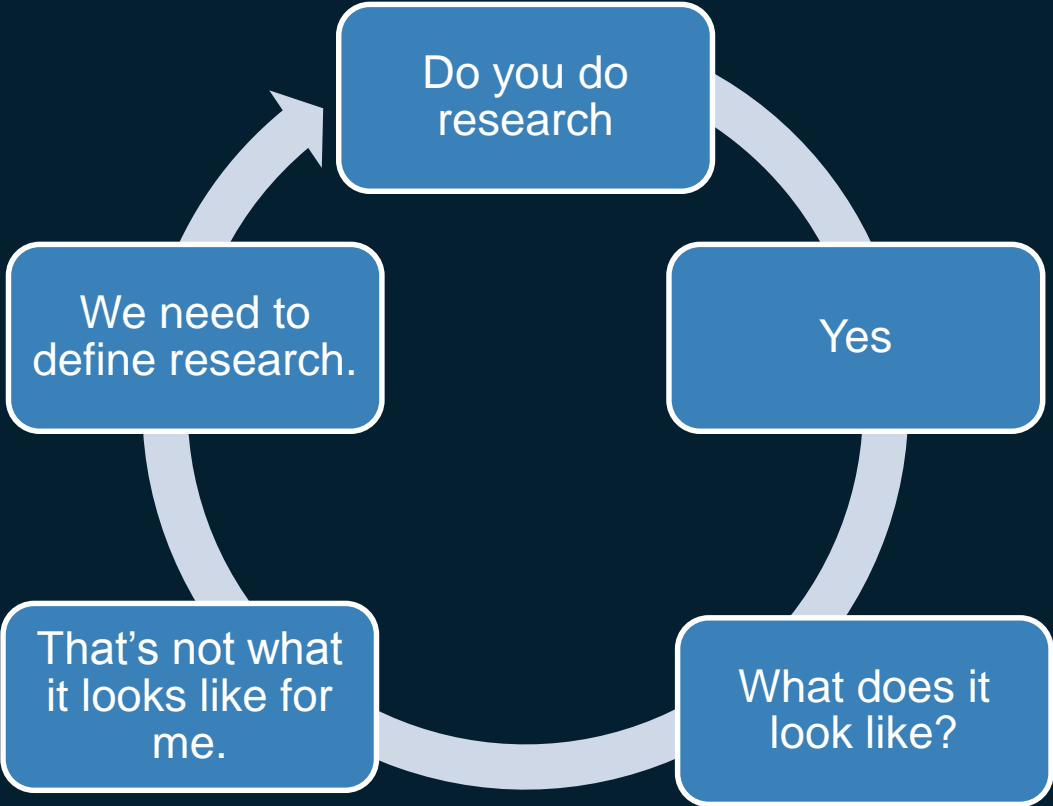 Do you do
research
Yes
What does it
look like?
That’s not what
it looks like for
me.
We need to
define research.